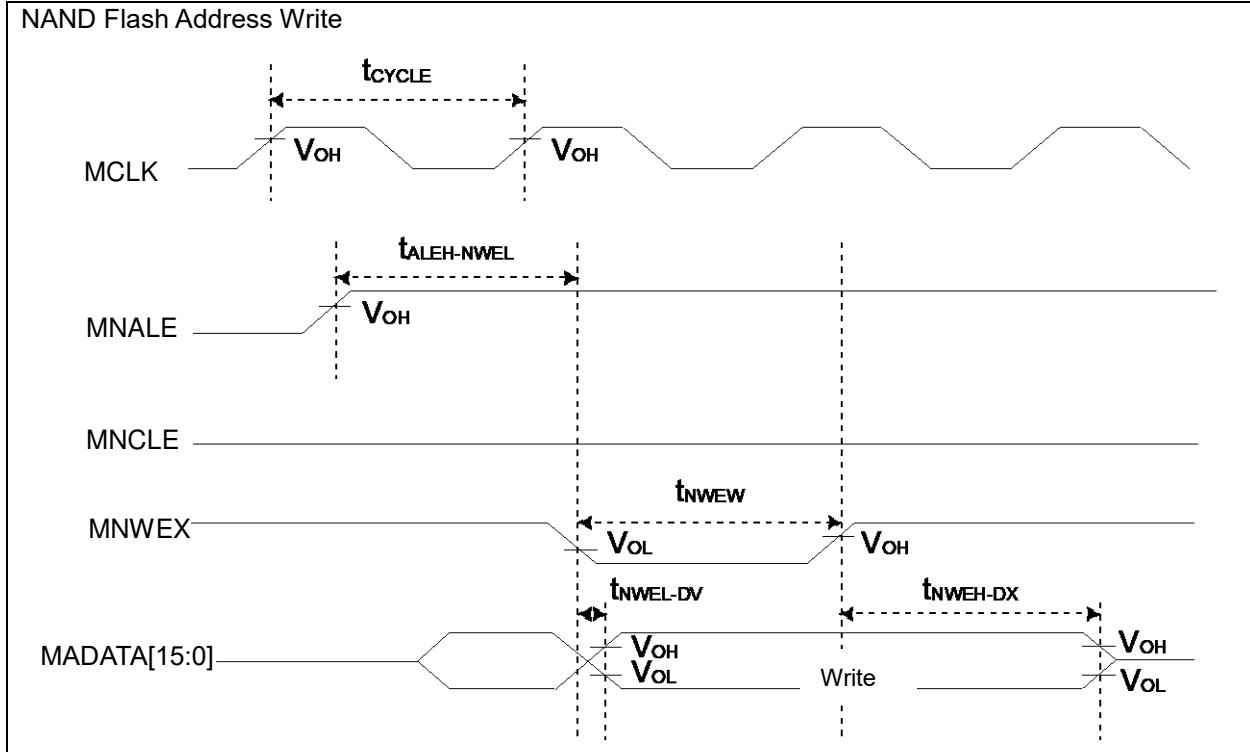 NAND Flash Address Write
tCYCLE
VOH
VOH
MCLK
tALEH-NWEL
VOH
MNALE
MNCLE
tNWEW
MNWEX
VOL
VOH
tNWEL-DV
tNWEH-DX
VOH
VOH
MADATA[15:0]
VOL
Write
VOL